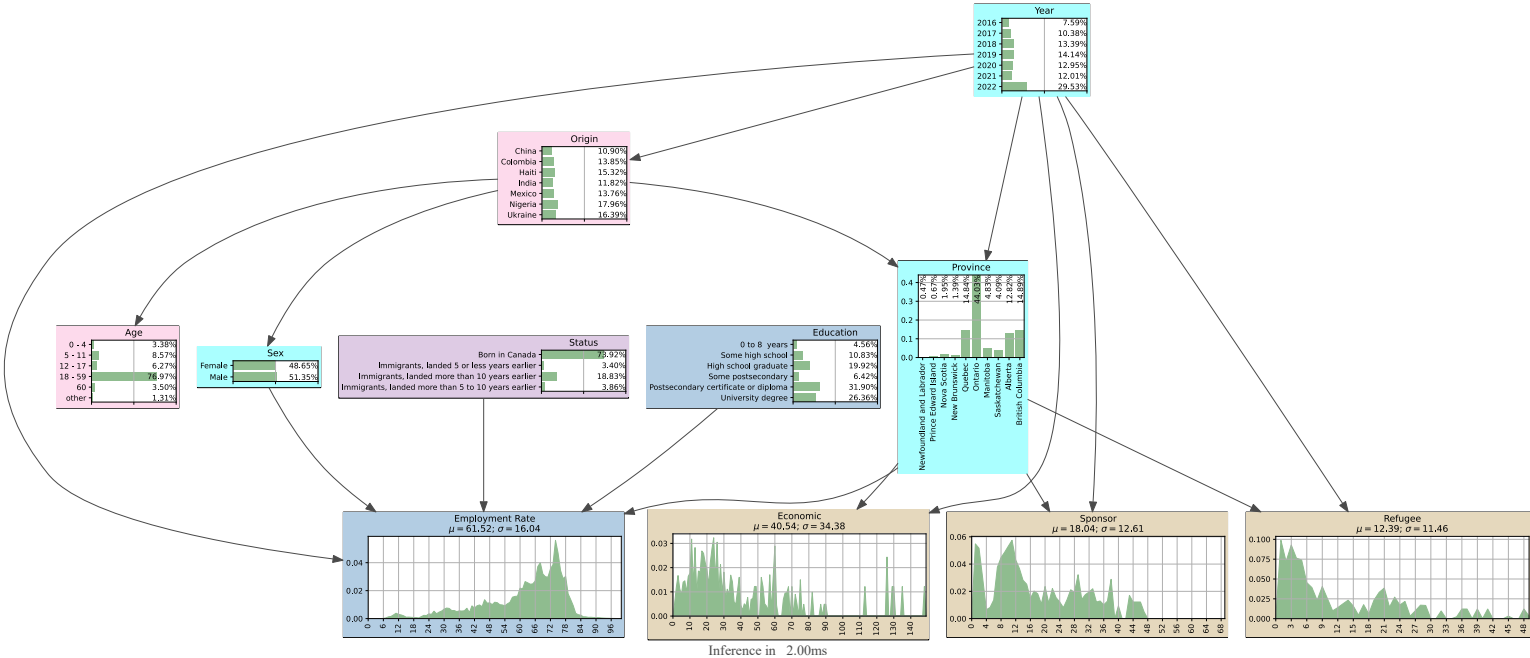 Year
2016 7.59%
2017 10.38%
2018 13.39%
2019 14.14%
2020 12.95%
2021 12.01%
2022 29.53%
Origin
China 10.90%
Colombia 13.85%
Haiti 15.32%
India 11.82%
Mexico 13.76%
Nigeria 17.96%
Ukraine 16.39%
Province
0.4
0.3
0.2
0.1
0.0
0.47% 0.67% 1.95% 1.39% 14.84% 44.03% 4.83% 4.09% 12.82% 14.89%
Newfoundland and Labrador
Prince Edward Island
Nova Scotia
New Brunswick
Quebec
Ontario
Manitoba
Saskatchewan
Alberta
British Columbia
Age
0 - 4 3.38%
5 - 11 8.57%
12 - 17 6.27%
18 - 59 76.97%
60 3.50%
other 1.31%
Sex
Female 48.65%
Male 51.35%
Status
Born in Canada 73.92%
Immigrants, landed 5 or less years earlier 3.40%
Immigrants, landed more than 10 years earlier 18.83%
Immigrants, landed more than 5 to 10 years earlier 3.86%
Education
0 to 8 years 4.56%
Some high school 10.83%
High school graduate 19.92%
Some postsecondary 6.42%
Postsecondary certificate or diploma 31.90%
University degree 26.36%
Employment Rate
μ = 61.52; σ = 16.04
0.04
0.02
0.00
0 6 12 18 24 30 36 42 48 54 60 66 72 78 84 90 96
Economic
μ = 40,54; σ = 34,38
0.03
0.02
0.01
0.00
0 10 20 30 40 50 60 70 80 90 100 110 120 130 140
Sponsor
μ = 18.04; σ = 12.61
0.06
0.04
0.02
0.00
0 4 8 12 16 20 24 28 32 36 40 44 48 52 56 60 64 68
Refugee
μ = 12.39; σ = 11.46
0.100
0.075
0.050
0.025
0.000
0 3 6 9 12 15 18 21 24 27 30 33 36 39 42 45 48
Inference in 2.00ms